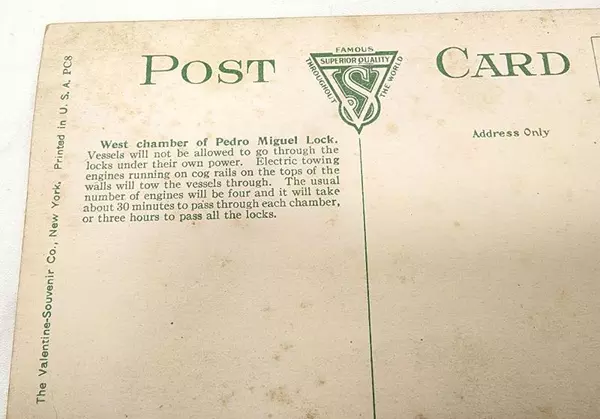 POST CARD
FAMOUS
SUPERIOR QUALITY
THROUGHOUT
THE WORLD
VS
Address Only
West chamber of Pedro Miguel Lock.
Vessels will not be allowed to go through the
locks under their own power. Electric towing
engines running on cog rails on the tops of the
walls will tow the vessels through. The usual
number of engines will be four and it will take
about 30 minutes to pass through each chamber,
or three hours to pass all the locks.
The Valentine-Souvenir Co., New York, Printed in U. S. A. PC8